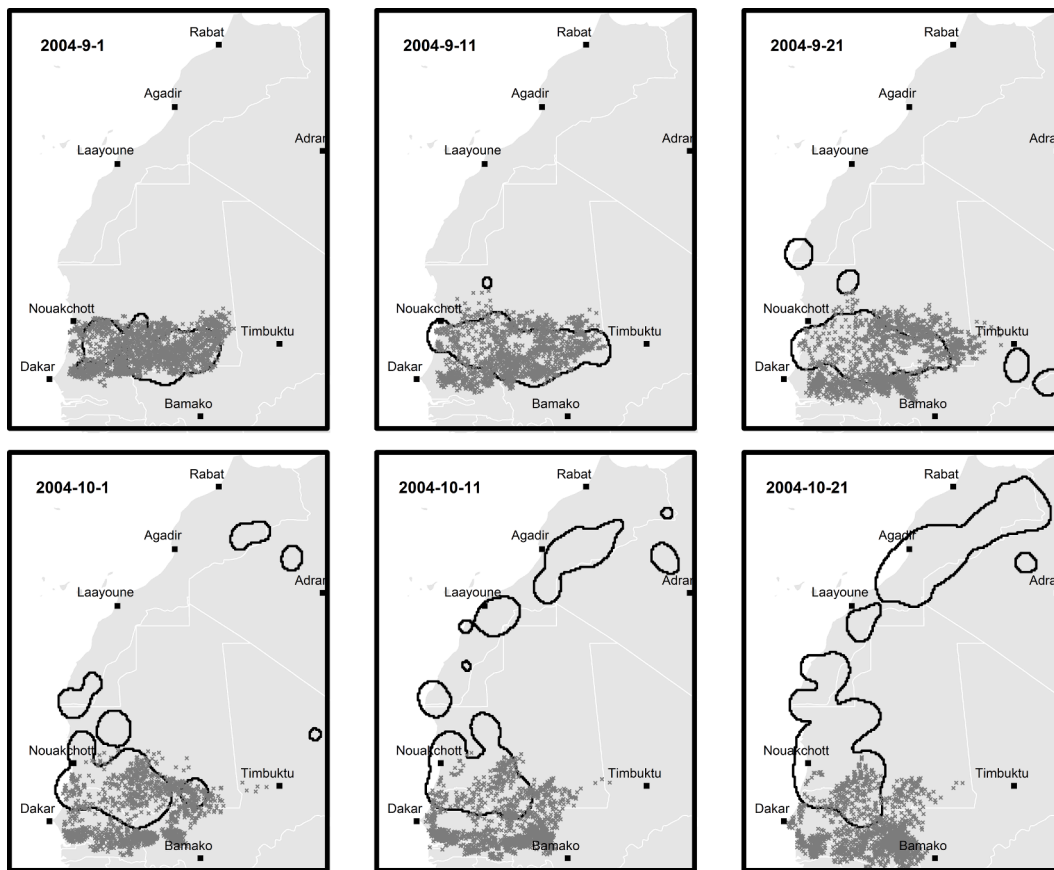 2004-9-1
Rabat
Agadir
Laayoune
Adrar
Nouakchott
Timbuktu
Dakar
Bamako
2004-9-11
Rabat
Agadir
Laayoune
Adrar
Nouakchott
Timbuktu
Dakar
Bamako
2004-9-21
Rabat
Agadir
Laayoune
Adra
Nouakchott
Timbuktu
Dakar
Bamako
2004-10-1
Rabat
Agadir
Laayoune
Adrar
Nouakchott
Timbuktu
Dakar
Bamako
2004-10-11
Rabat
Agadir
Laayoune
Adrar
Nouakchott
Timbuktu
Dakar
Bamako
2004-10-21
Rabat
Agadir
Laayoune
Adra
Nouakchott
Timbuktu
Dakar
Bamako